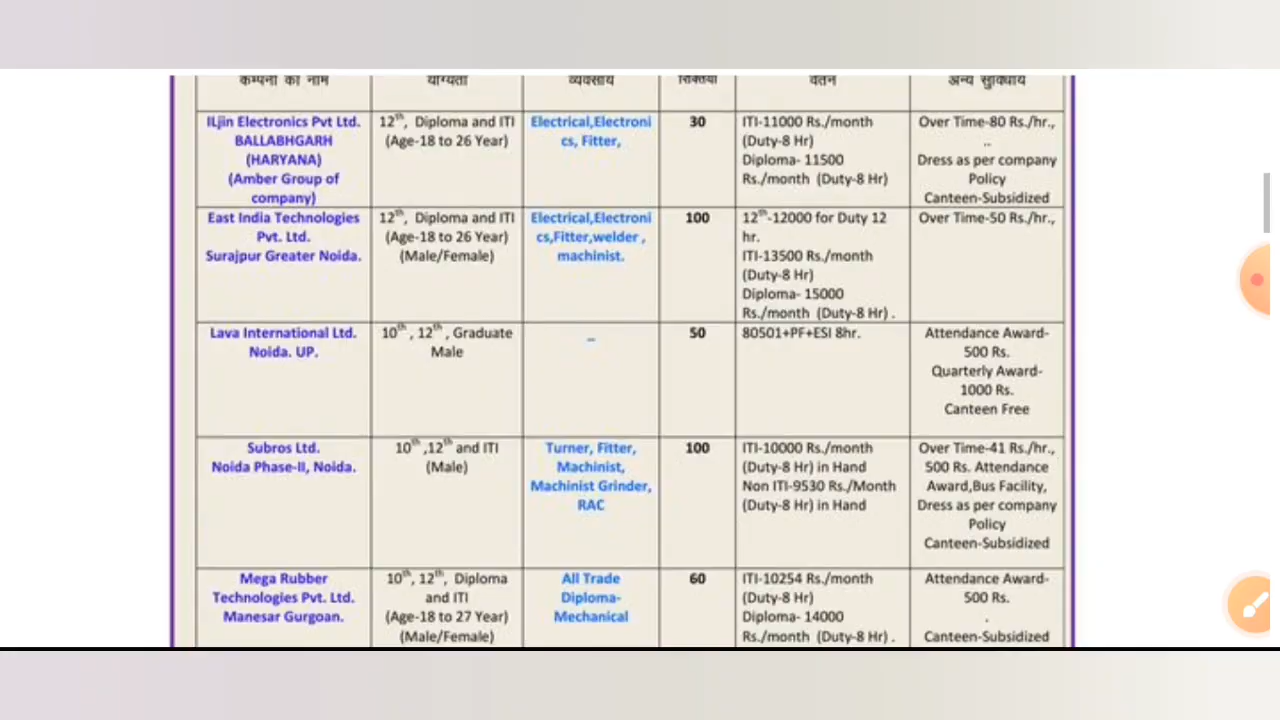 कम्पनी का नाम
योग्यता
व्यवसाय
रिक्तियां
वेतन
अन्य सुविधायें
ILjin Electronics Pvt Ltd.
BALLABHGARH
(HARYANA)
(Amber Group of
company)
12th, Diploma and ITI
(Age-18 to 26 Year)
Electrical,Electroni
cs, Fitter,
30
ITI-11000 Rs./month
(Duty-8 Hr)
Diploma- 11500
Rs./month (Duty-8 Hr)
Over Time-80 Rs./hr.,
..
Dress as per company
Policy
Canteen-Subsidized
East India Technologies
Pvt. Ltd.
Surajpur Greater Noida.
12th, Diploma and ITI
(Age-18 to 26 Year)
(Male/Female)
Electrical,Electroni
cs,Fitter,welder ,
machinist.
100
12th-12000 for Duty 12
hr.
ITI-13500 Rs./month
(Duty-8 Hr)
Diploma- 15000
Rs./month (Duty-8 Hr) .
Over Time-50 Rs./hr.,
Lava International Ltd.
Noida. UP.
10th, 12th, Graduate
Male
–
50
80501+PF+ESI 8hr.
Attendance Award-
500 Rs.
Quarterly Award-
1000 Rs.
Canteen Free
Subros Ltd.
Noida Phase-II, Noida.
10th,12th and ITI
(Male)
Turner, Fitter,
Machinist,
Machinist Grinder,
RAC
100
ITI-10000 Rs./month
(Duty-8 Hr) in Hand
Non ITI-9530 Rs./Month
(Duty-8 Hr) in Hand
Over Time-41 Rs./hr.,
500 Rs. Attendance
Award,Bus Facility,
Dress as per company
Policy
Canteen-Subsidized
Mega Rubber
Technologies Pvt. Ltd.
Manesar Gurgoan.
10th, 12th, Diploma
and ITI
(Age-18 to 27 Year)
(Male/Female)
All Trade
Diploma-
Mechanical
60
ITI-10254 Rs./month
(Duty-8 Hr)
Diploma- 14000
Rs./month (Duty-8 Hr) .
Attendance Award-
500 Rs.
.
Canteen-Subsidized